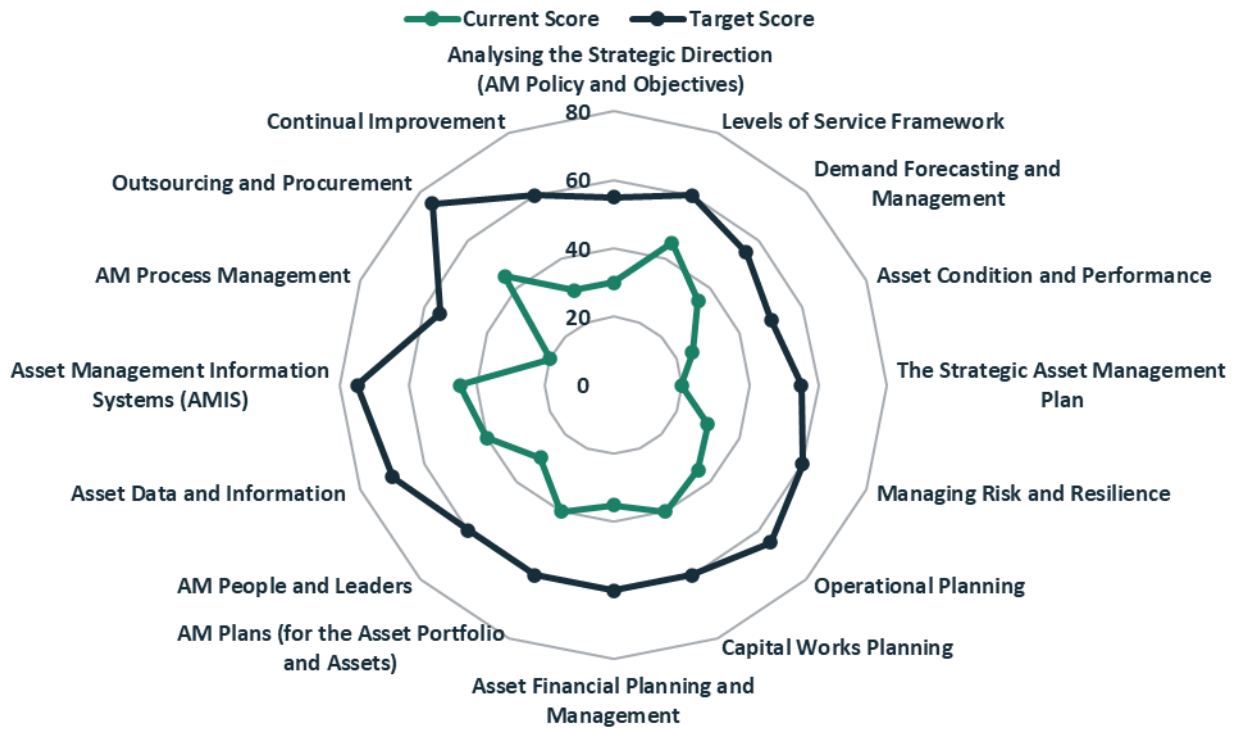 Current Score
Target Score
Analysing the Strategic Direction
(AM Policy and Objectives)
80
Continual Improvement
Levels of Service Framework
Outsourcing and Procurement
Demand Forecasting and
Management
60
40
AM Process Management
Asset Condition and Performance
20
Asset Management Information
Systems (AMIS)
0
The Strategic Asset Management
Plan
Asset Data and Information
Managing Risk and Resilience
AM People and Leaders
Operational Planning
AM Plans (for the Asset Portfolio
and Assets)
Capital Works Planning
Asset Financial Planning and
Management